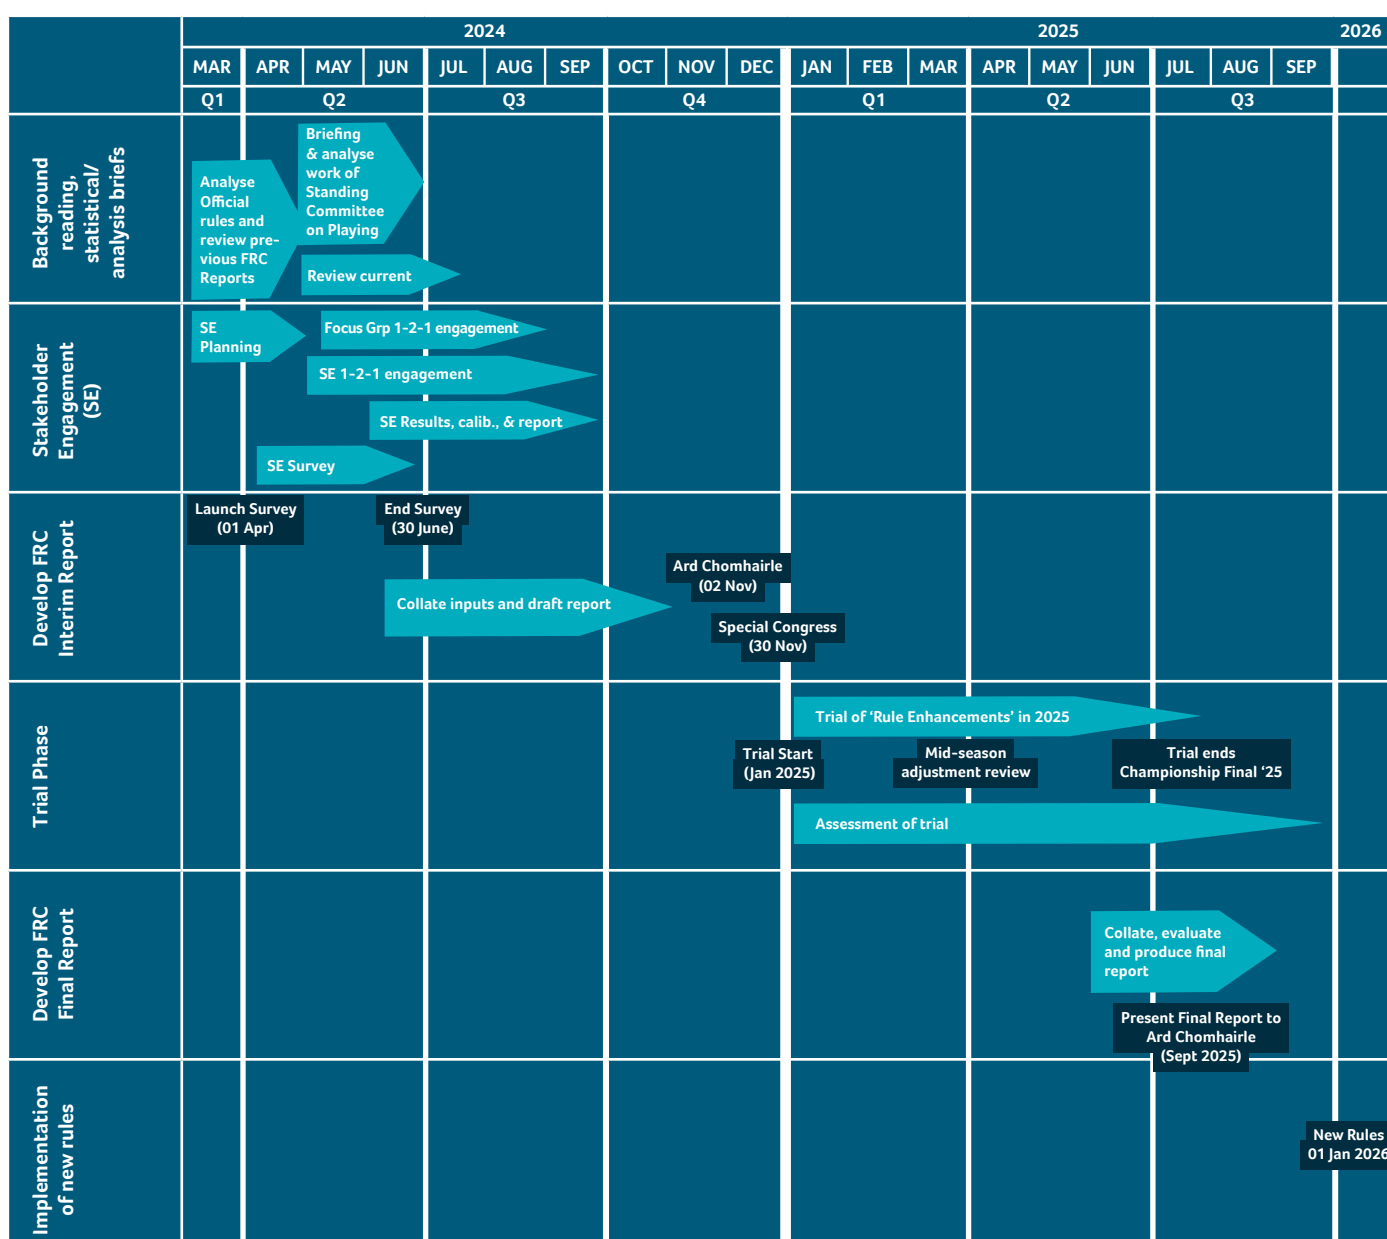 2024
2025
2026
MAR
APR
MAY
JUN
JUL
AUG
SEP
OCT
NOV
DEC
JAN
FEB
MAR
APR
MAY
JUN
JUL
AUG
SEP
Q1
Q2
Q3
Q4
Q1
Q2
Q3
Background
reading,
statistical/
analysis briefs
Analyse
Official
rules and
review pre-
vious FRC
Reports
Briefing
& analyse
work of
Standing
Committee
on Playing
Review current
Stakeholder
Engagement
(SE)
SE
Planning
Focus Grp 1-2-1 engagement
SE 1-2-1 engagement
SE Results, calib., & report
SE Survey
Develop FRC
Interim Report
Launch Survey
(01 Apr)
End Survey
(30 June)
Collate inputs and draft report
Ard Chomhairle
(02 Nov)
Special Congress
(30 Nov)
Trial Phase
Trial of ‘Rule Enhancements’ in 2025
Trial Start
(Jan 2025)
Mid-season
adjustment review
Trial ends
Championship Final ‘25
Assessment of trial
Develop FRC
Final Report
Collate, evaluate
and produce final
report
Present Final Report to
Ard Chomhairle
(Sept 2025)
Implementation
of new rules
New Rules
01 Jan 2026